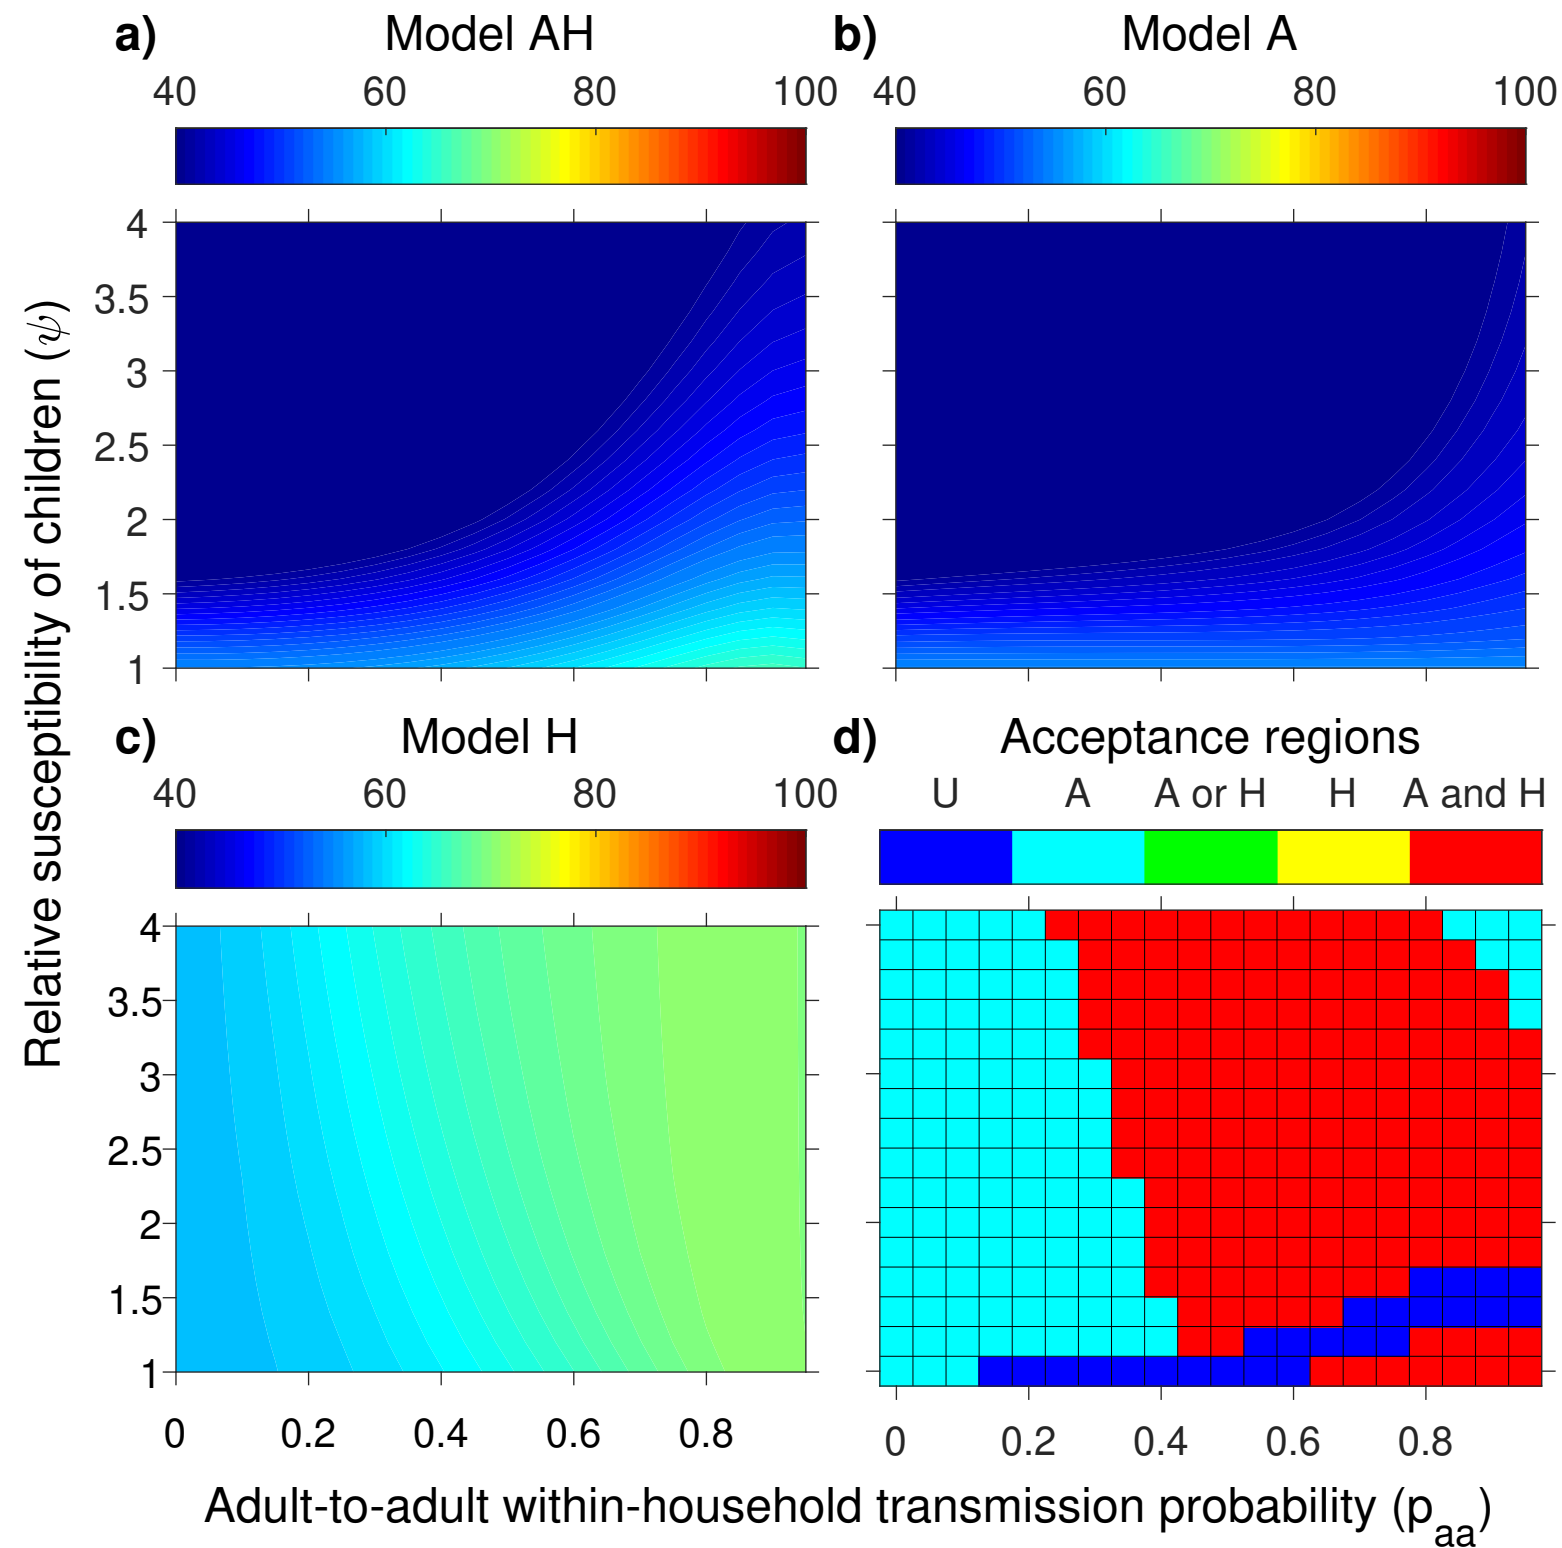 a) Model AH
40 60 80 100
4
3.5
3
2.5
2
1.5
1
b) Model A
40 60 80 100
c) Model H
40 60 80 100
4
3.5
3
2.5
2
1.5
1
0 0.2 0.4 0.6 0.8
d) Acceptance regions
U A A or H H A and H
0 0.2 0.4 0.6 0.8
Relative susceptibility of children (ψ)
Adult-to-adult within-household transmission probability (p_aa)